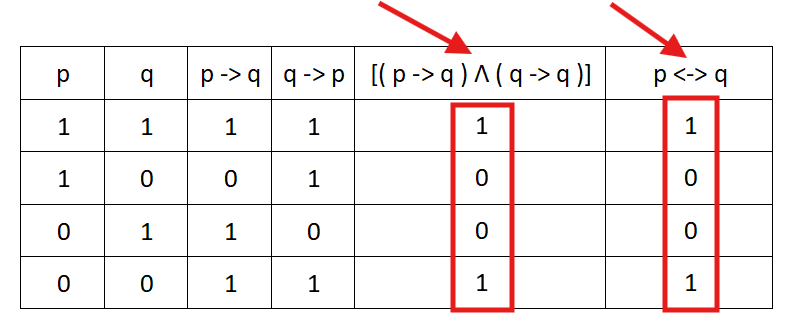 p q p -> q q -> p [( p -> q ) Λ ( q -> q )] p <-> q
1 1 1 1 1 1
1 0 0 1 0 0
0 1 1 0 0 0
0 0 1 1 1 1